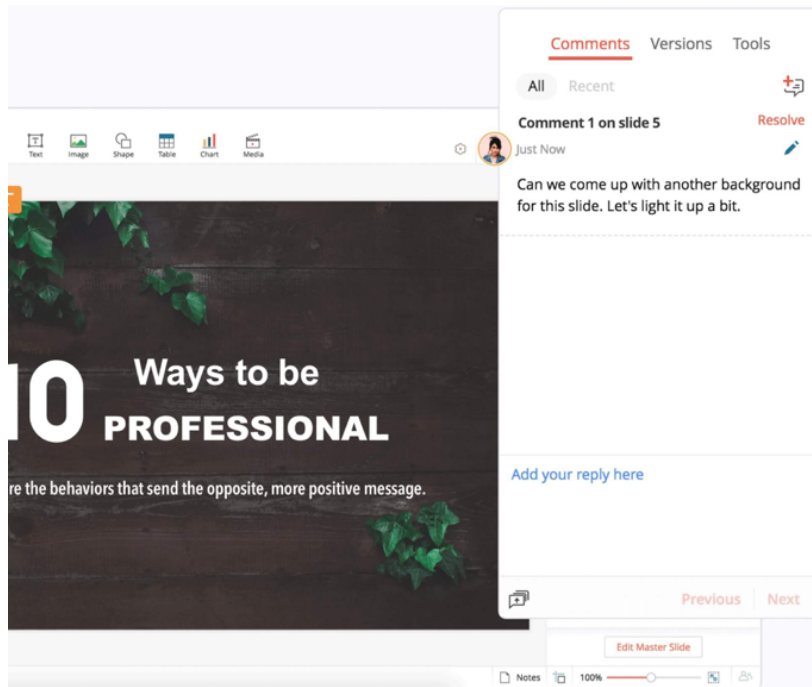 Comments Versions Tools
All Recent
Comment 1 on slide 5 Resolve
Just Now
Can we come up with another background
for this slide. Let's light it up a bit.
Add your reply here
Previous Next
Text Image Shape Table Chart Media
10 Ways to be
PROFESSIONAL
re the behaviors that send the opposite, more positive message.
Edit Master Slide
Notes 100%